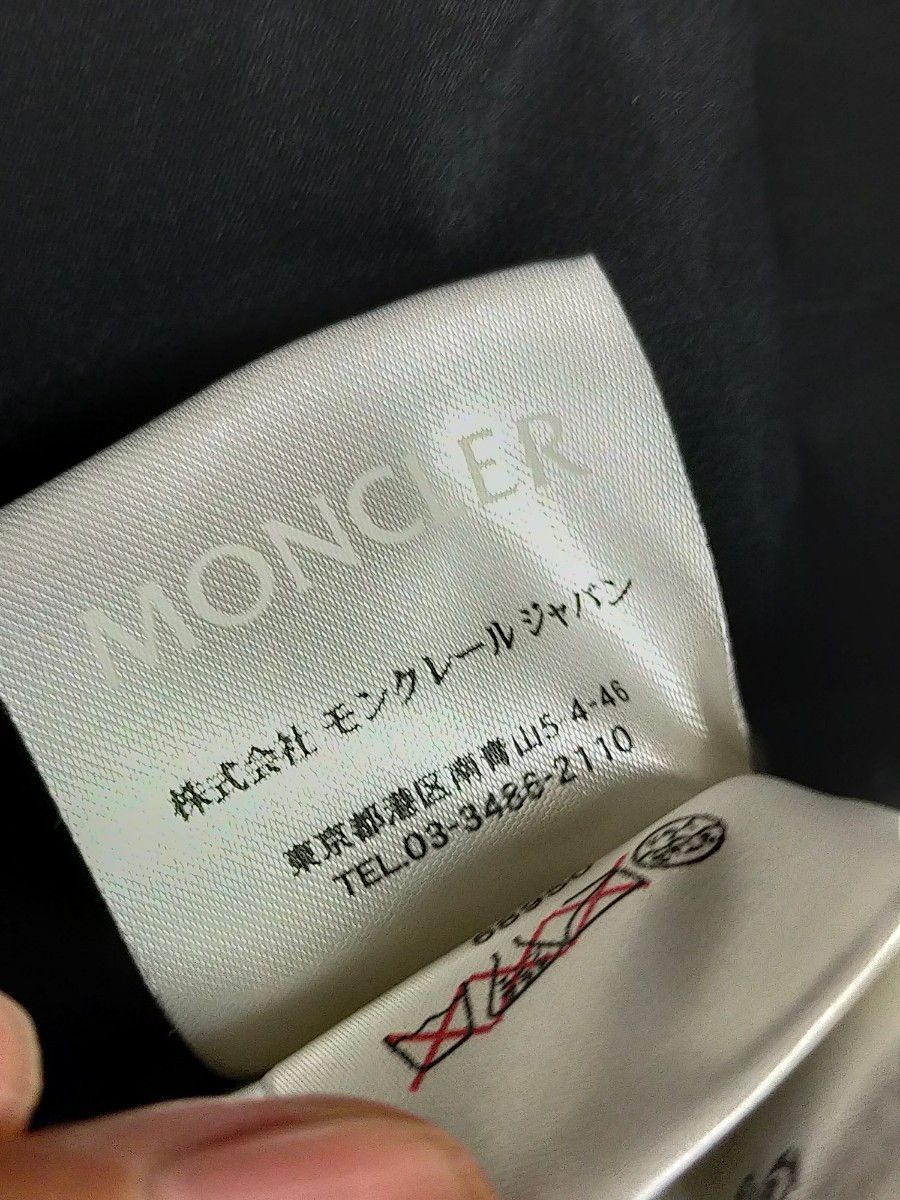 MONCLER
株式会社 モンクレール ジャパン
東京都港区南青山5-4-46
TEL.03-3486-2110